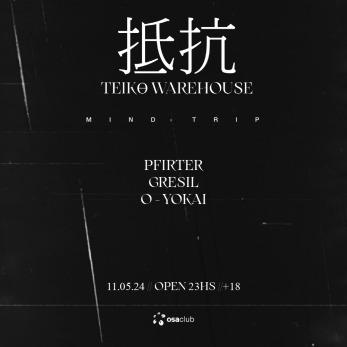 抵抗
TEIKO WAREHOUSE
MIND TRIP
PFIRTER
GRESIL
O - YOKAI
11.05.24 // OPEN 23HS //+18
osaclub